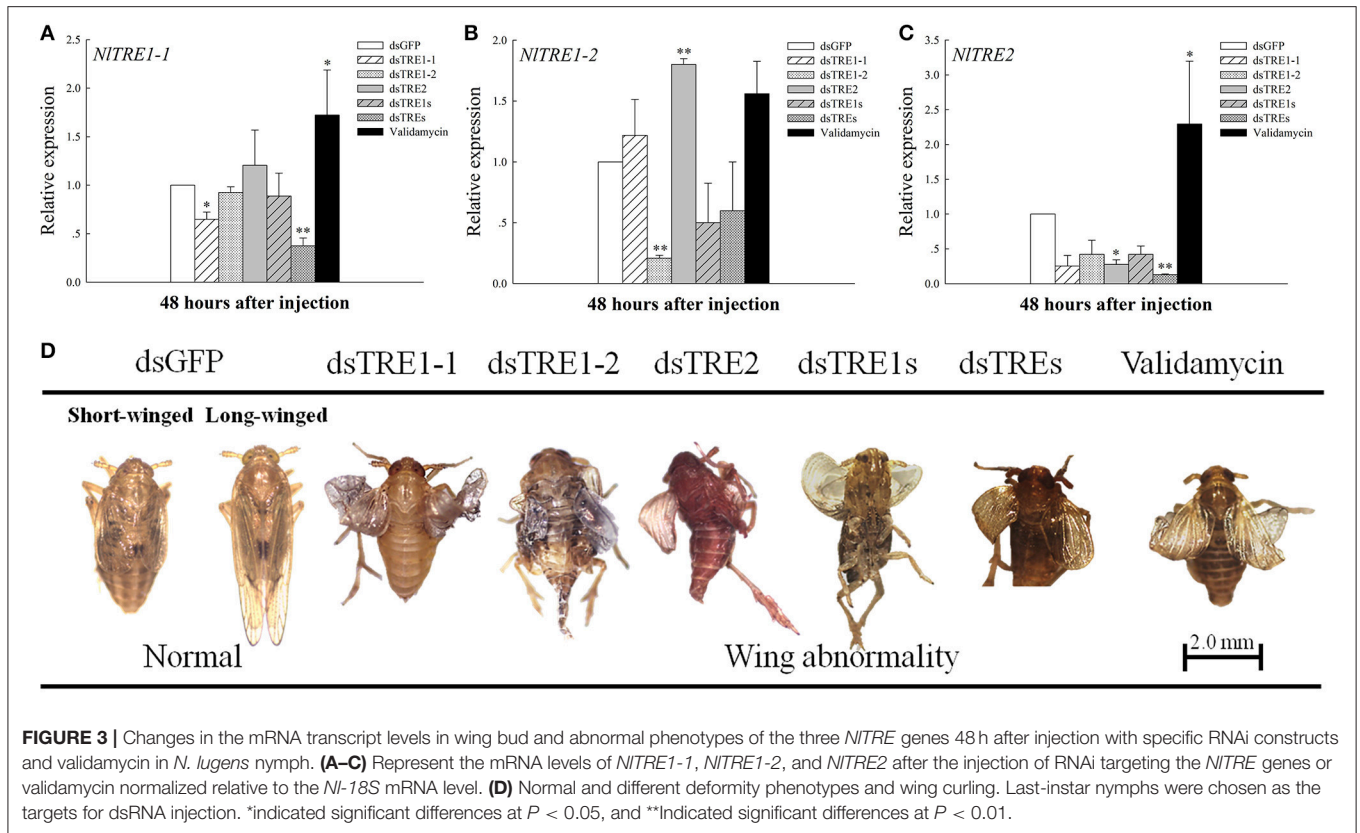 A
NlTRE1-1
Relative expression
2.5
2.0
1.5
1.0
.5
0.0
dsGFP
dsTRE1-1
dsTRE1-2
dsTRE2
dsTRE1s
dsTREs
Validamycin
*
**
*
48 hours after injection
B
NlTRE1-2
Relative expression
2.0
1.5
1.0
.5
0.0
dsGFP
dsTRE1-1
dsTRE1-2
dsTRE2
dsTRE1s
dsTREs
Validamycin
**
**
48 hours after injection
C
NlTRE2
Relative expression
3.5
3.0
2.5
2.0
1.5
1.0
.5
0.0
dsGFP
dsTRE1-1
dsTRE1-2
dsTRE2
dsTRE1s
dsTREs
Validamycin
*
**
*
48 hours after injection
D
dsGFP dsTRE1-1 dsTRE1-2 dsTRE2 dsTRE1s dsTREs Validamycin
Short-winged Long-winged
Normal Wing abnormality 2.0 mm
FIGURE 3 | Changes in the mRNA transcript levels in wing bud and abnormal phenotypes of the three NlTRE genes 48 h after injection with specific RNAi constructs
and validamycin in N. lugens nymph. (A–C) Represent the mRNA levels of NlTRE1-1, NlTRE1-2, and NlTRE2 after the injection of RNAi targeting the NlTRE genes or
validamycin normalized relative to the Nl-18S mRNA level. (D) Normal and different deformity phenotypes and wing curling. Last-instar nymphs were chosen as the
targets for dsRNA injection. *indicated significant differences at P < 0.05, and **Indicated significant differences at P < 0.01.